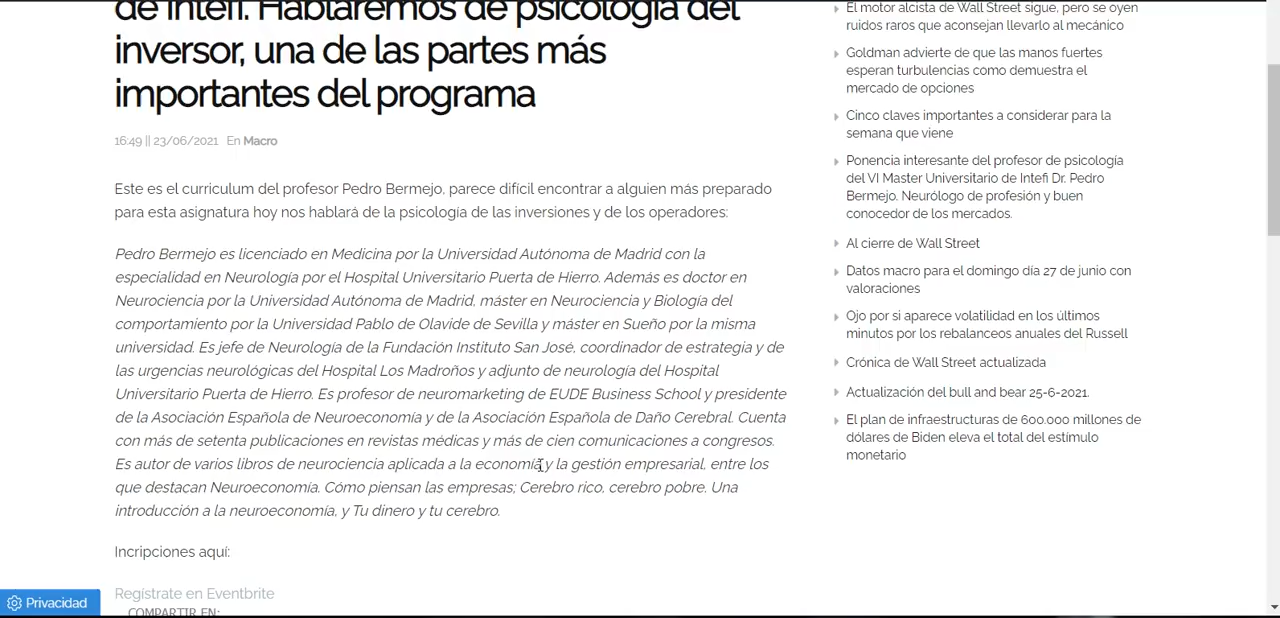 de Intefi. Hablaremos de psicología del
inversor, una de las partes más
importantes del programa
16:49 || 23/06/2021 En Macro
Este es el curriculum del profesor Pedro Bermejo, parece difícil encontrar a alguien más preparado
para esta asignatura hoy nos hablará de la psicología de las inversiones y de los operadores:
Pedro Bermejo es licenciado en Medicina por la Universidad Autónoma de Madrid con la
especialidad en Neurología por el Hospital Universitario Puerta de Hierro. Además es doctor en
Neurociencia por la Universidad Autónoma de Madrid, máster en Neurociencia y Biología del
comportamiento por la Universidad Pablo de Olavide de Sevilla y máster en Sueño por la misma
universidad. Es jefe de Neurología de la Fundación Instituto San José, coordinador de estrategia y de
las urgencias neurológicas del Hospital Los Madroños y adjunto de neurología del Hospital
Universitario Puerta de Hierro. Es profesor de neuromarketing de EUDE Business School y presidente
de la Asociación Española de Neuroeconomía y de la Asociación Española de Daño Cerebral. Cuenta
con más de setenta publicaciones en revistas médicas y más de cien comunicaciones a congresos.
Es autor de varios libros de neurociencia aplicada a la economía y la gestión empresarial, entre los
que destacan Neuroeconomía. Cómo piensan las empresas; Cerebro rico, cerebro pobre. Una
introducción a la neuroeconomía, y Tu dinero y tu cerebro.
Incripciones aquí:
Regístrate en Eventbrite
COMPARTIR EN:
Privacidad
El motor alcista de Wall Street sigue, pero se oyen
ruidos raros que aconsejan llevarlo al mecánico
Goldman advierte de que las manos fuertes
esperan turbulencias como demuestra el
mercado de opciones
Cinco claves importantes a considerar para la
semana que viene
Ponencia interesante del profesor de psicología
del VI Master Universitario de Intefi Dr. Pedro
Bermejo. Neurólogo de profesión y buen
conocedor de los mercados.
Al cierre de Wall Street
Datos macro para el domingo día 27 de junio con
valoraciones
Ojo por si aparece volatilidad en los últimos
minutos por los rebalanceos anuales del Russell
Crónica de Wall Street actualizada
Actualización del bull and bear 25-6-2021.
El plan de infraestructuras de 600.000 millones de
dólares de Biden eleva el total del estímulo
monetario